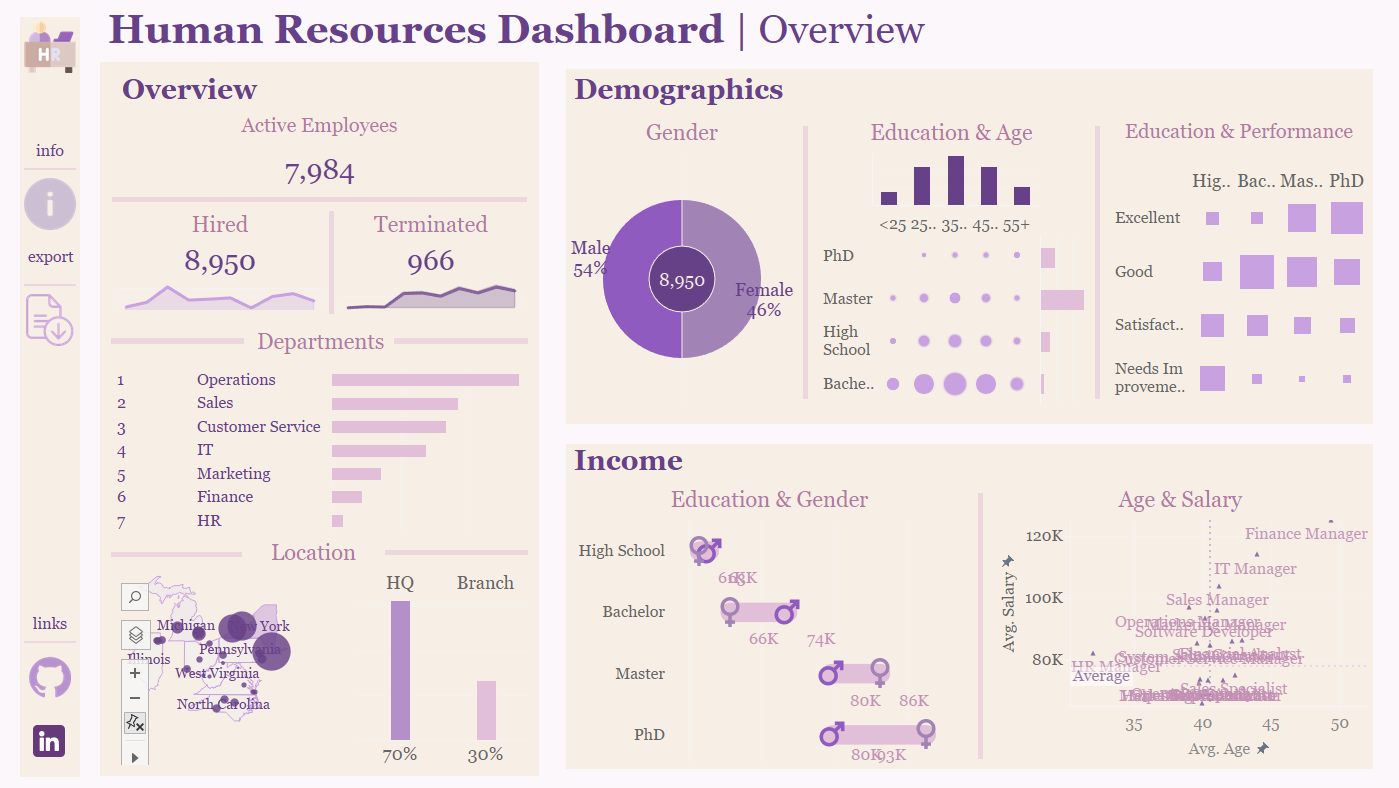 Human Resources Dashboard | Overview
HR
info
export
links
in
Overview
Active Employees
7,984
Hired
Terminated
8,950
966
Departments
1 Operations
2 Sales
3 Customer Service
4 IT
5 Marketing
6 Finance
7 HR
Location
HQ
Branch
Michigan
Illinois
Pennsylvania
West Virginia
North Carolina
70%
30%
Demographics
Gender
Male
54%
8,950
Female
46%
Education & Age
<25 25.. 35.. 45.. 55+
PhD
Master
High
School
Bache..
Education & Performance
Hig.. Bac.. Mas.. PhD
Excellent
Good
Satisfact..
Needs Im
proveme..
Income
Education & Gender
High School
Bachelor
66K 74K
Master
80K 86K
PhD
80K 93K
Age & Salary
Avg. Salary
120K
100K
80K
Finance Manager
IT Manager
Sales Manager
Operations Manager
Software Developer
HR Manager
Customer Service Manager
Average
Sales Specialist
35 40 45 50
Avg. Age